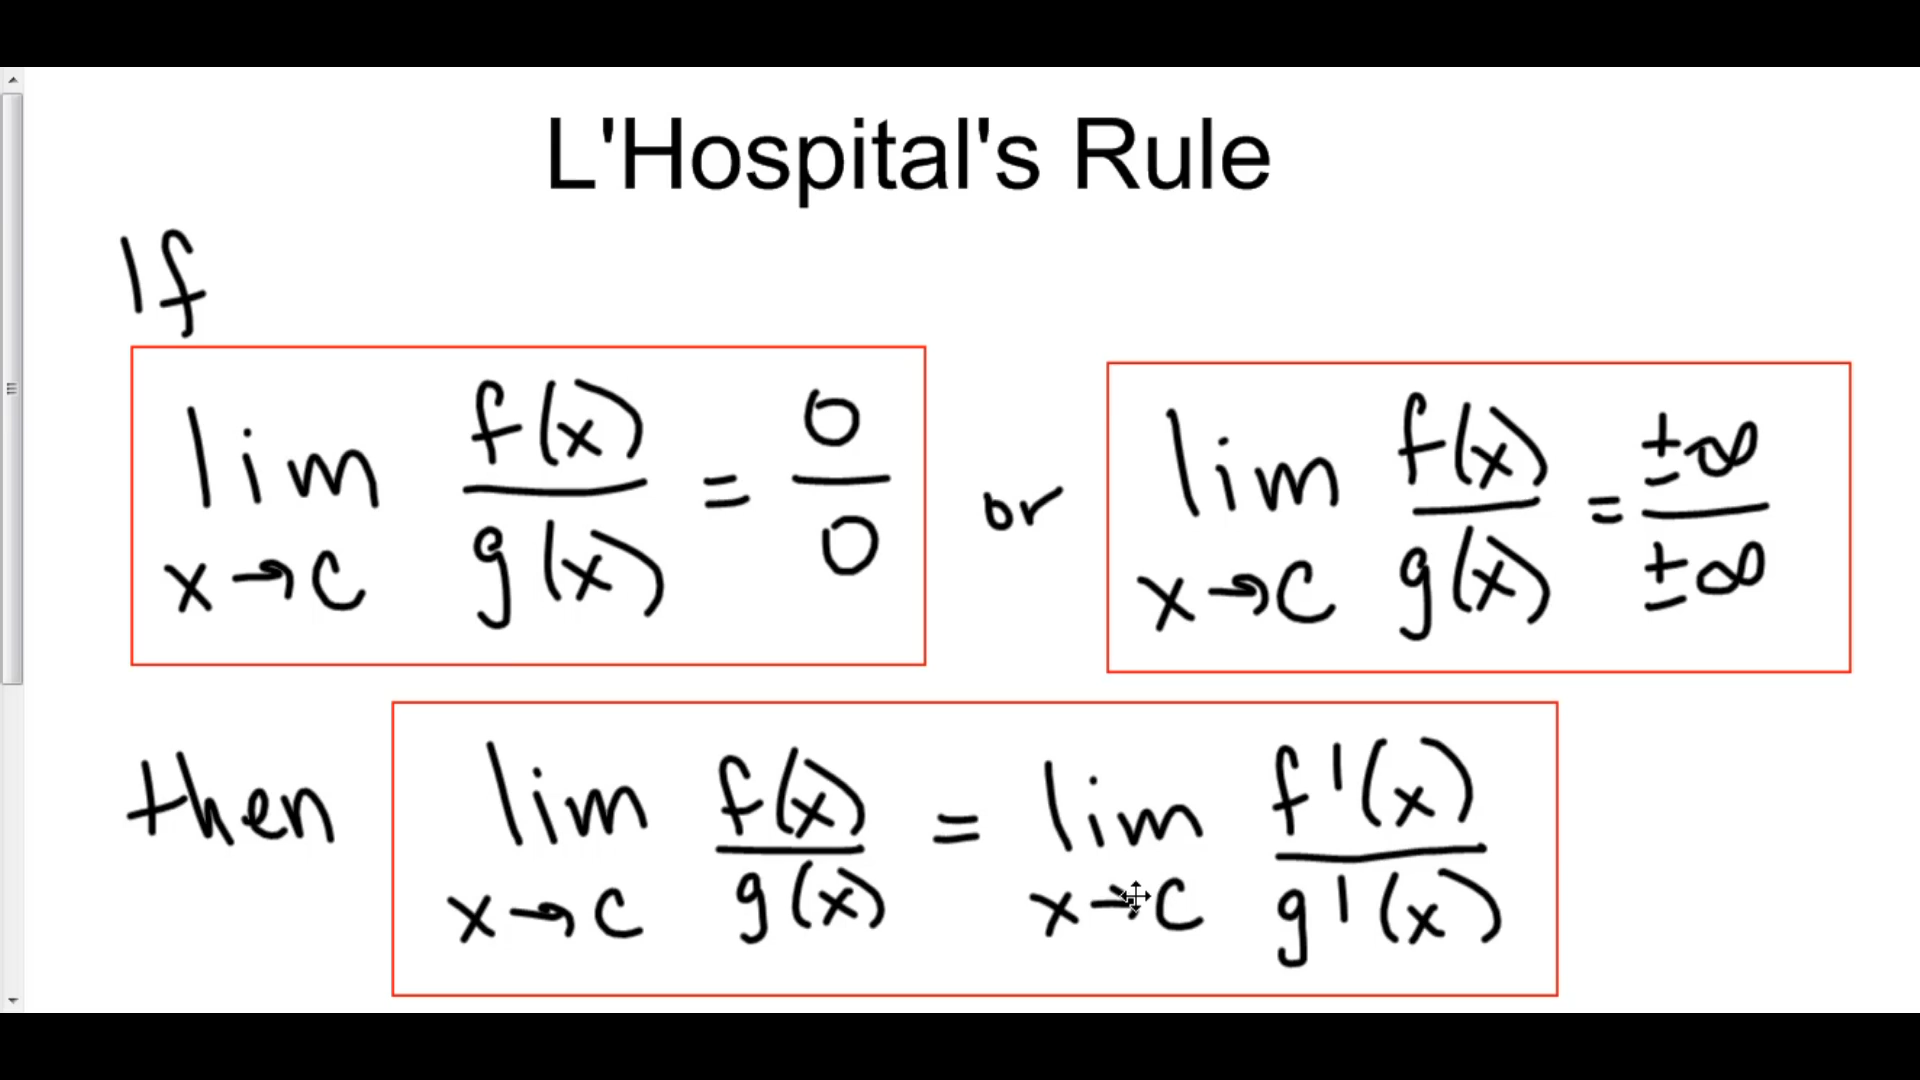 L'Hospital's Rule
If
lim x→c f(x)/g(x) = 0/0 or lim x→c f(x)/g(x) = ±∞/±∞
then lim x→c f(x)/g(x) = lim x→c f'(x)/g'(x)